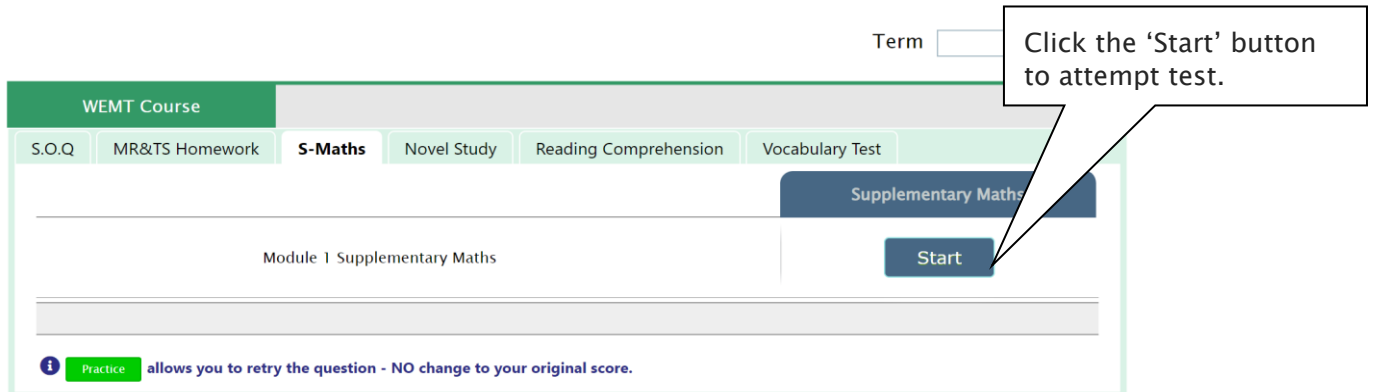 Term
Click the ‘Start’ button
to attempt test.
WEMT Course
S.O.Q MR&TS Homework S-Maths Novel Study Reading Comprehension Vocabulary Test
Supplementary Maths
Module 1 Supplementary Maths
Start
Practice allows you to retry the question - NO change to your original score.